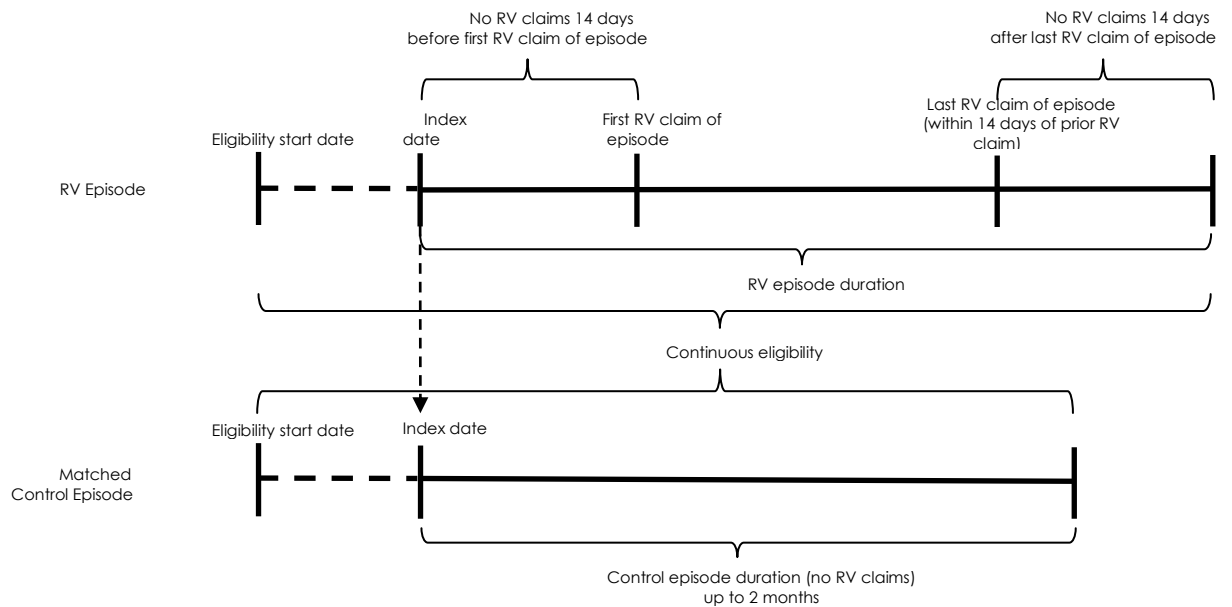 No RV claims 14 days
before first RV claim of episode
No RV claims 14 days
after last RV claim of episode
Eligibility start date
Index
date
First RV claim of
episode
Last RV claim of episode
(within 14 days of prior RV
claim)
RV Episode
RV episode duration
Continuous eligibility
Eligibility start date
Index date
Matched
Control Episode
Control episode duration (no RV claims)
up to 2 months